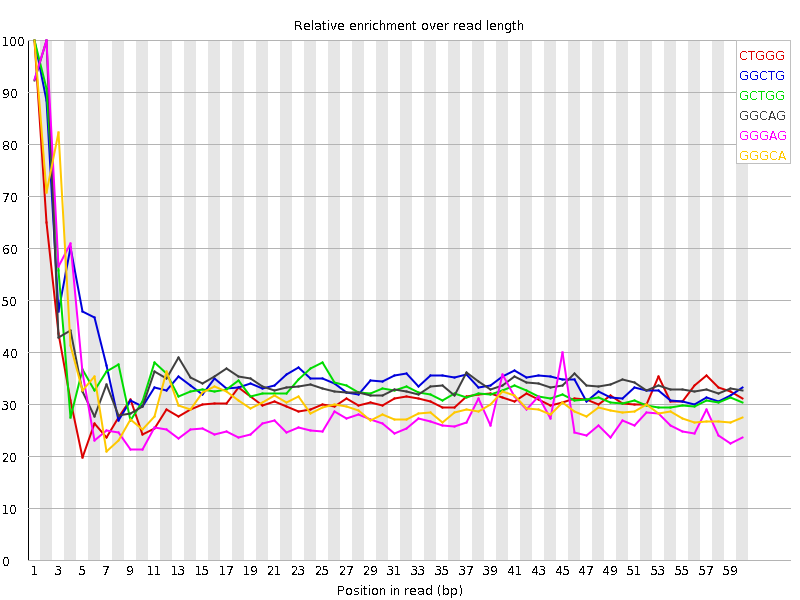 Relative enrichment over read length
100
90
80
70
60
50
40
30
20
10
0
CTGGG
GGCTG
GCTGG
GGCAG
GGGAG
GGGCA
1 3 5 7 9 11 13 15 17 19 21 23 25 27 29 31 33 35 37 39 41 43 45 47 49 51 53 55 57 59
Position in read (bp)